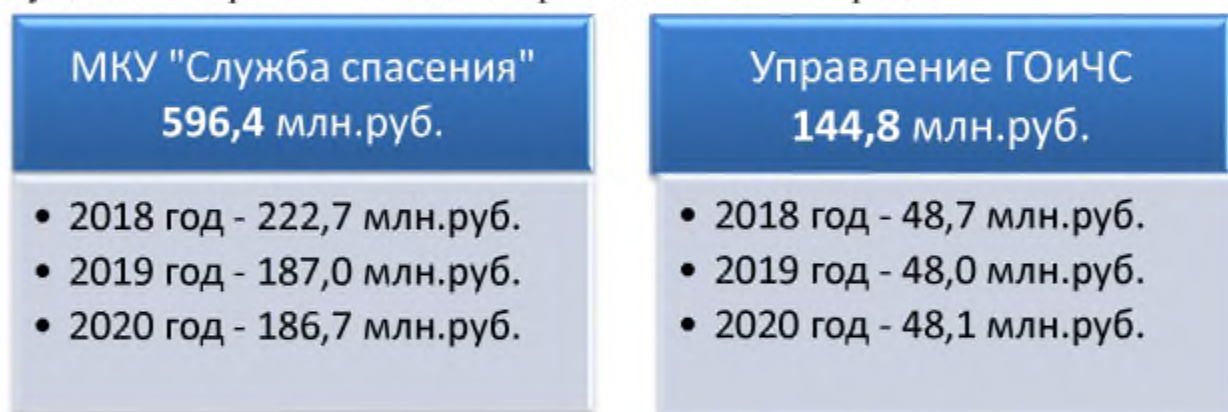 МКУ "Служба спасения"
596,4 млн.руб.
• 2018 год - 222,7 млн.руб.
• 2019 год - 187,0 млн.руб.
• 2020 год - 186,7 млн.руб.
Управление ГОиЧС
144,8 млн.руб.
• 2018 год - 48,7 млн.руб.
• 2019 год - 48,0 млн.руб.
• 2020 год - 48,1 млн.руб.